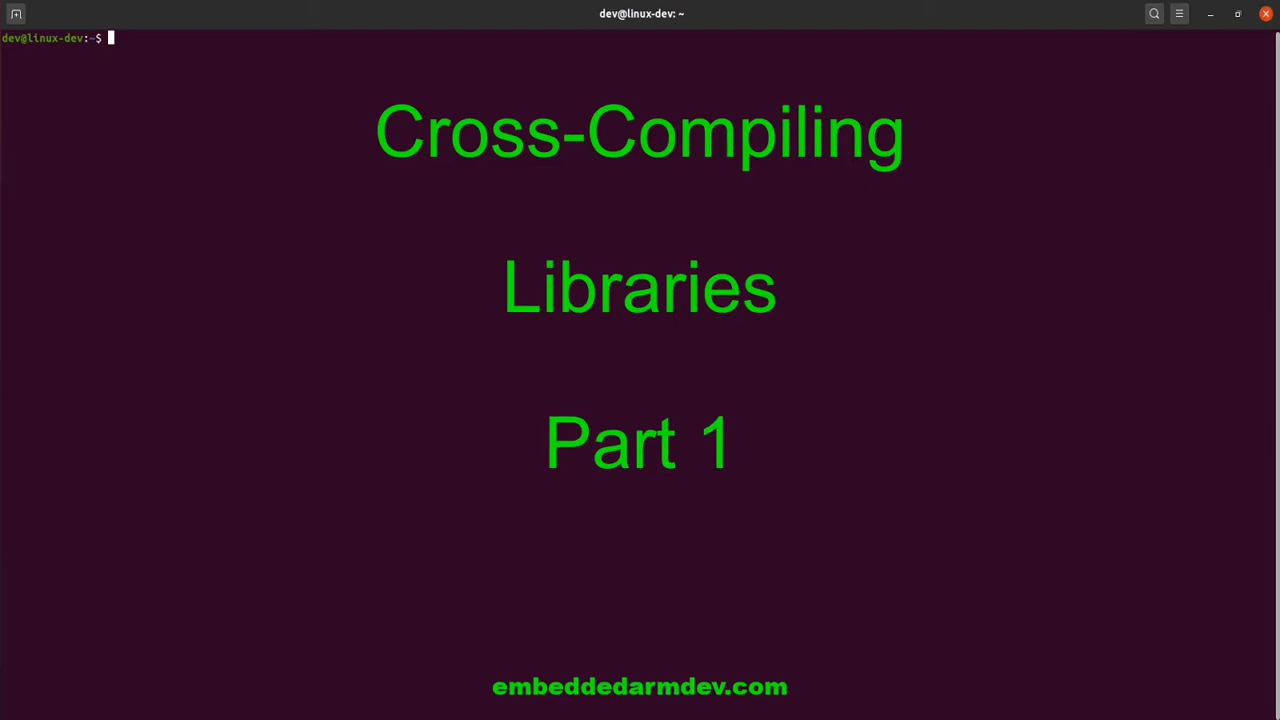 dev@linux-dev: ~
dev@linux-dev:~$
Cross-Compiling
Libraries
Part 1
embeddedarmdev.com